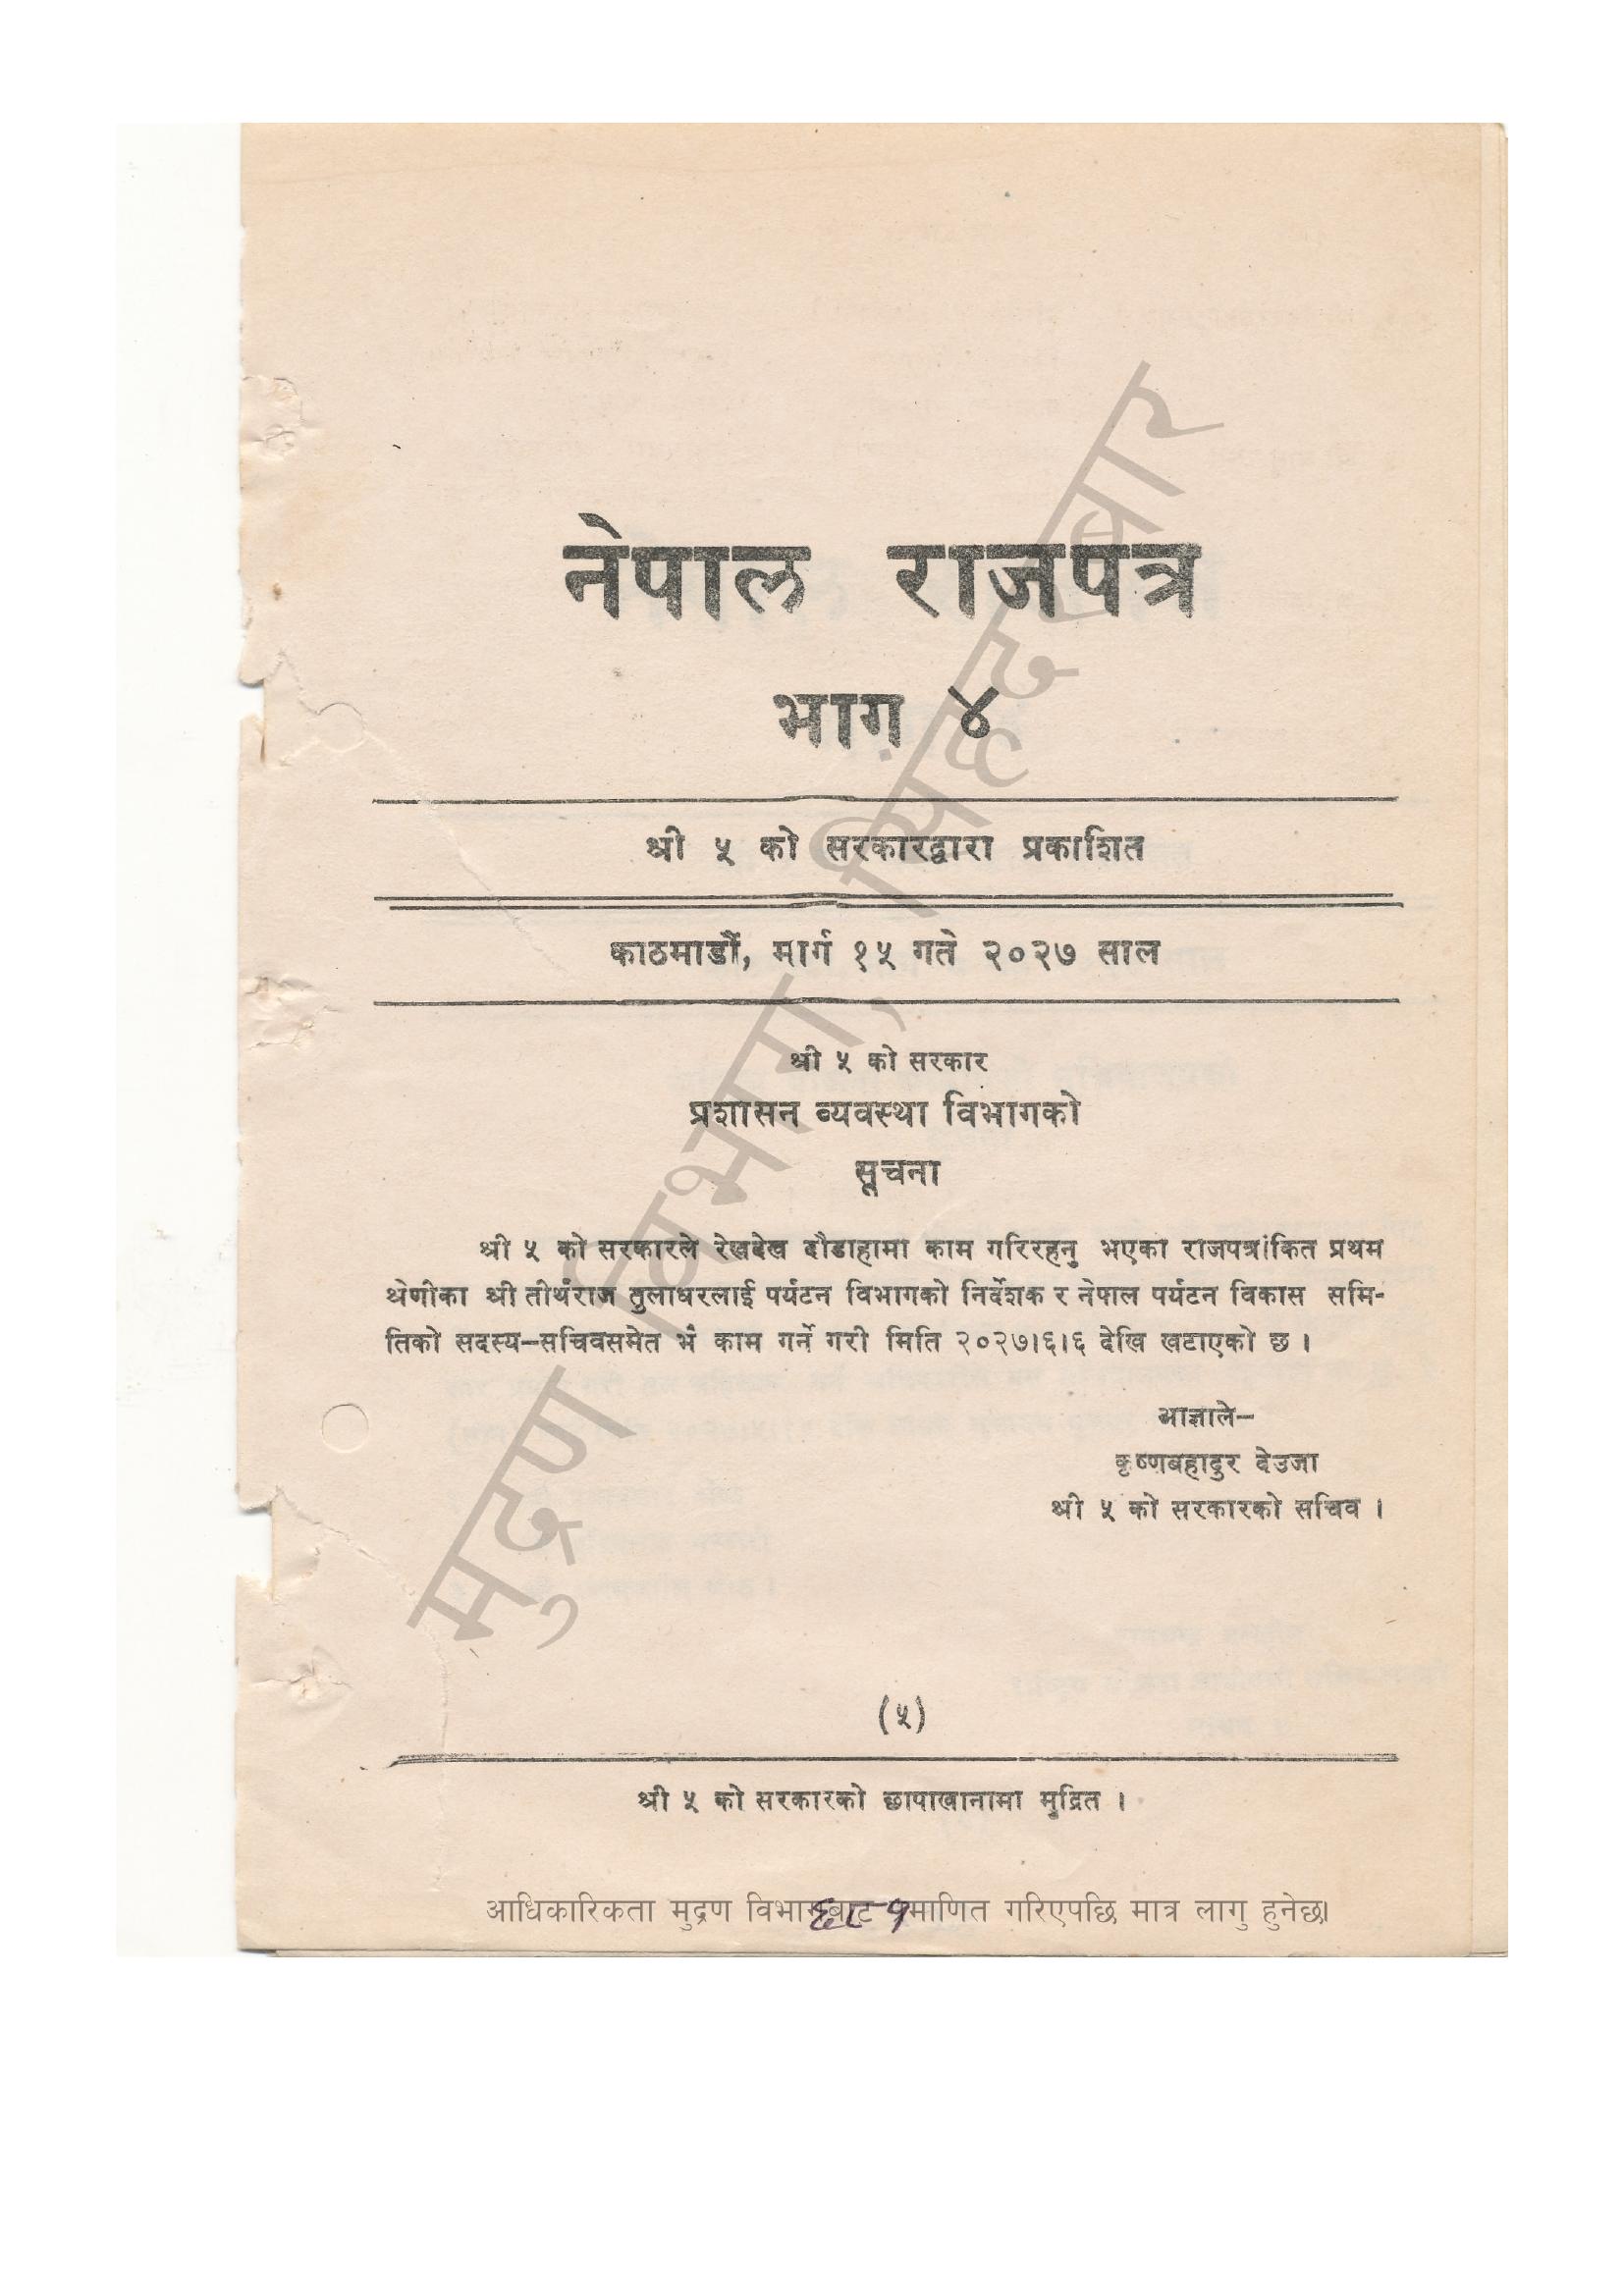 नेपाल राजपत्र
भाग ४
श्री ५ को सरकारद्वारा प्रकाशित
काठमाडौं, मार्ग १५ गते २०२७ साल
श्री ५ को सरकार
प्रशासन व्यवस्था विभागको
सूचना
श्री ५ को सरकारले रेखदेख दौडाहामा काम गरिरहनु भएका राजपत्रांकित प्रथम
श्रेणीका श्री तीर्थराज तुलाधरलाई पर्यटन विभागको निर्देशक र नेपाल पर्यटन विकास समि-
तिको सदस्य–सचिवसमेत भै काम गर्ने गरी मिति २०२७।६।६ देखि खटाएको छ ।
आज्ञाले–
कृष्णबहादुर देउजा
श्री ५ को सरकारको सचिव ।
(५)
श्री ५ को सरकारको छापाखानामा मुद्रित ।
आधिकारिकता मुद्रण विभागबाट प्रमाणित गरिएपछि मात्र लागु हुनेछ।
६८१
मुद्रण विभाग, सिंहदरबार